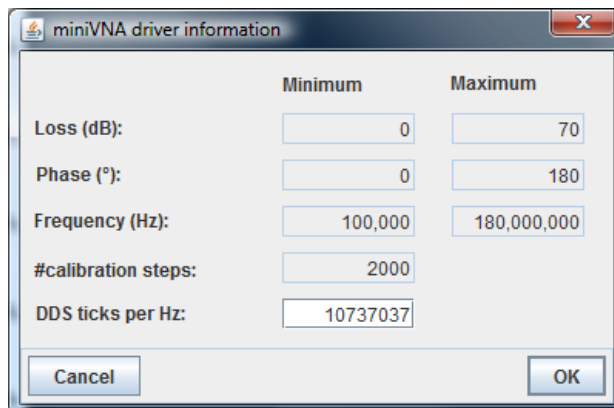 miniVNA driver information
Minimum Maximum
Loss (dB): 0 70
Phase (°): 0 180
Frequency (Hz): 100,000 180,000,000
#calibration steps: 2000
DDS ticks per Hz: 10737037
Cancel OK